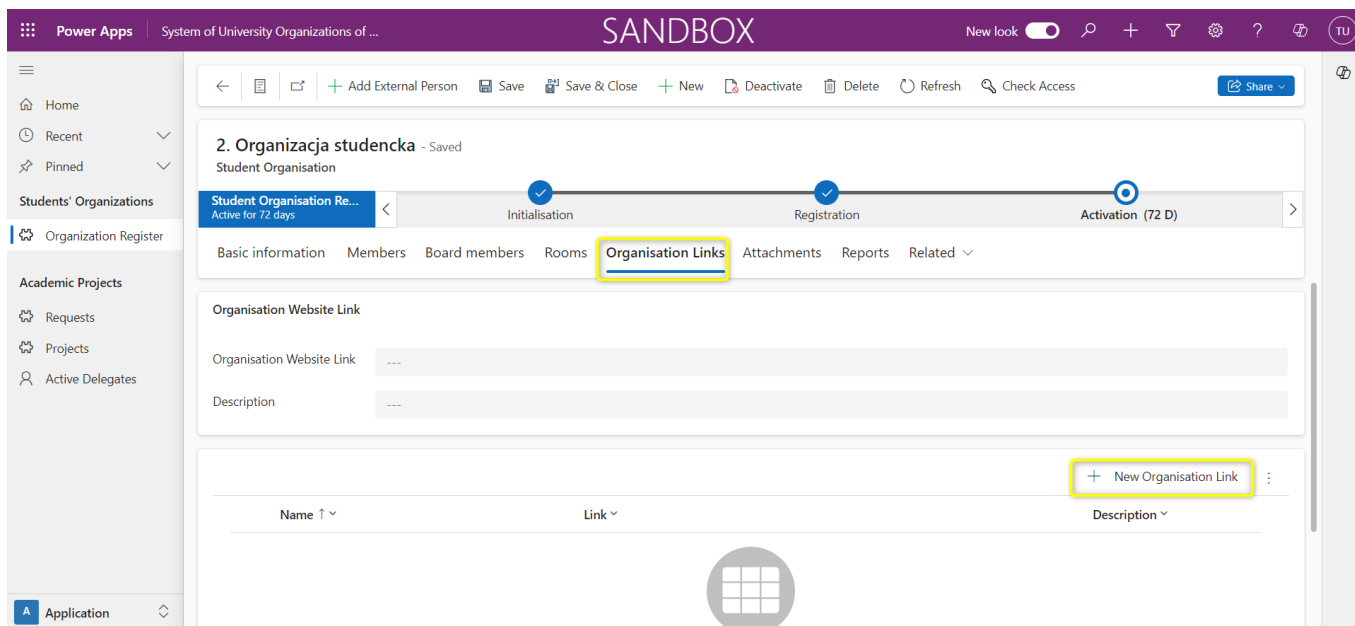 Power Apps System of University Organizations of ... SANDBOX New look TU
Home
Recent
Pinned
Students' Organizations
Organization Register
Academic Projects
Requests
Projects
Active Delegates
A Application
Add External Person Save Save & Close New Deactivate Delete Refresh Check Access Share
2. Organizacja studencka - Saved
Student Organisation
Student Organisation Re...
Active for 72 days
Initialisation Registration Activation (72 D)
Basic information Members Board members Rooms Organisation Links Attachments Reports Related
Organisation Website Link
Organisation Website Link ---
Description ---
New Organisation Link
Name Link Description